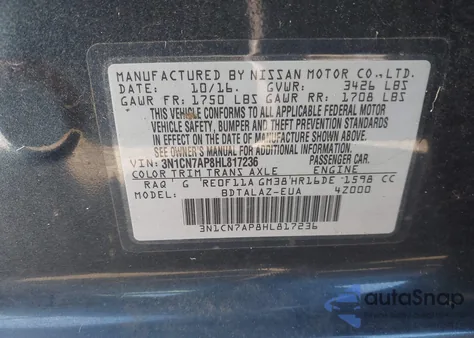 MANUFACTURED BY NISSAN MOTOR CO., LTD.
DATE: 10/16. GVWR: 3426 LBS
GAWR FR: 1750 LBS GAWR RR: 1708 LBS
THIS VEHICLE CONFORMS TO ALL APPLICABLE FEDERAL MOTOR
VEHICLE SAFETY, BUMPER AND THEFT PREVENTION STANDARDS
IN EFFECT ON THE DATE OF MANUFACTURE SHOWN ABOVE.
SEE OWNER'S MANUAL FOR ADDITIONAL INFORMATION
VIN: 3N1CN7AP8HL817236 PASSENGER CAR.
COLOR TRIM TRANS AXLE ENGINE
RAQ G RE0F11A GM38 HR16DE 1598 CC
MODEL: BDTALAZ-EUA 4Z000
3N1CN7AP8HL817236
autoSnap